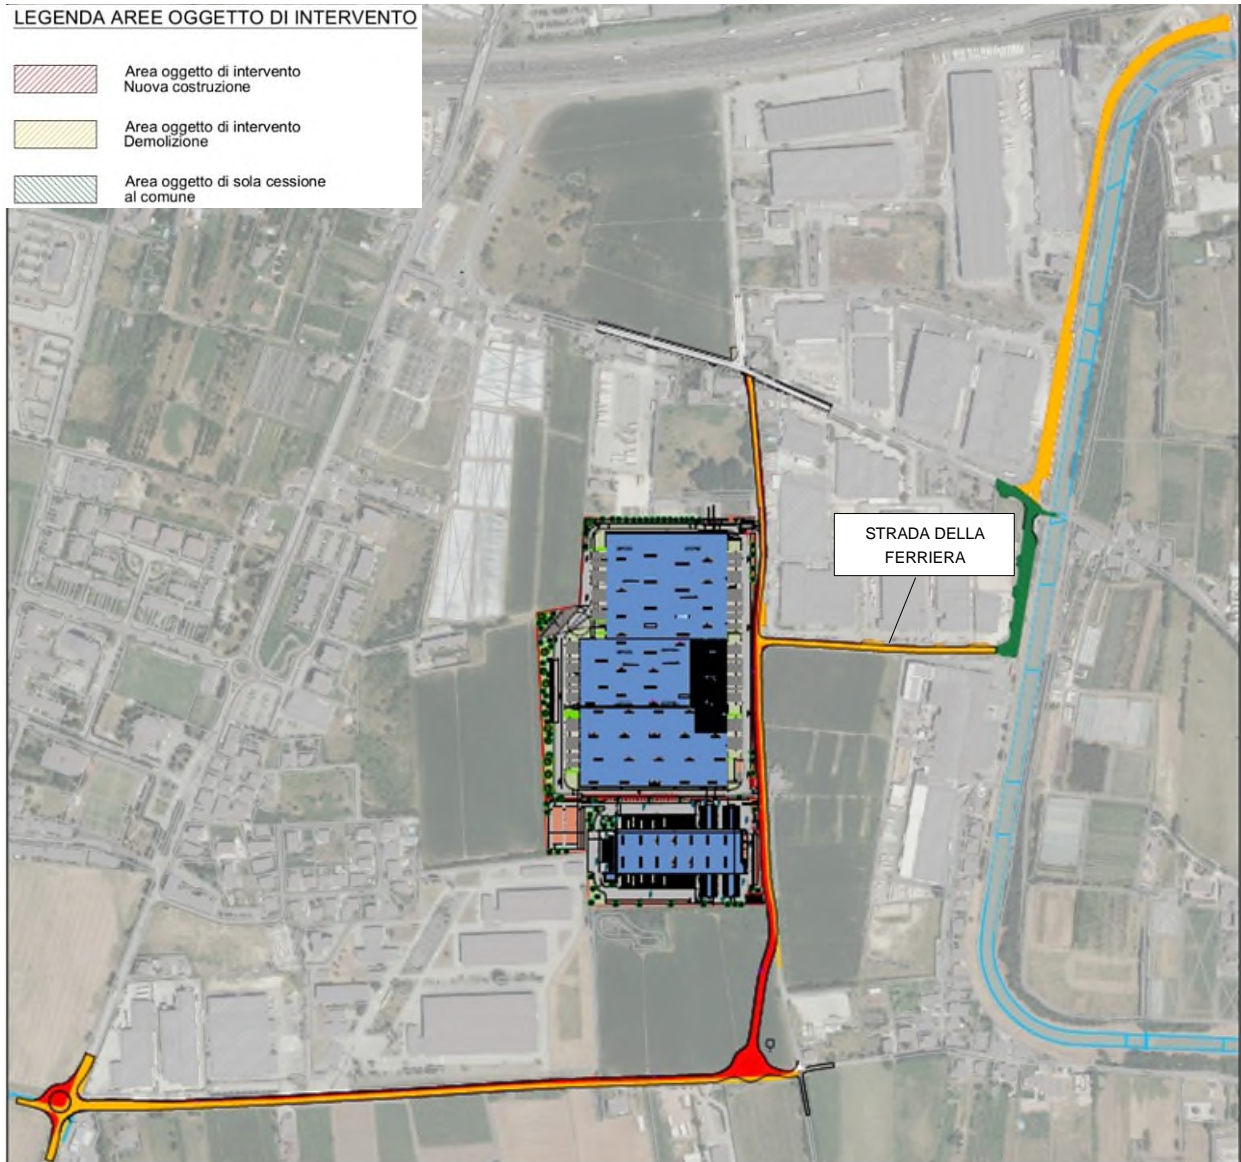 LEGENDA AREE OGGETTO DI INTERVENTO
Area oggetto di intervento
Nuova costruzione
Area oggetto di intervento
Demolizione
Area oggetto di sola cessione
al comune
STRADA DELLA
FERRIERA